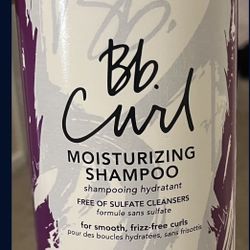 Bb.
Curl
MOISTURIZING
SHAMPOO
shampooing hydratant
FREE OF SULFATE CLEANSERS
formule sans sulfate
for smooth, frizz-free curls
pour des boucles hydratées, sans frisottis